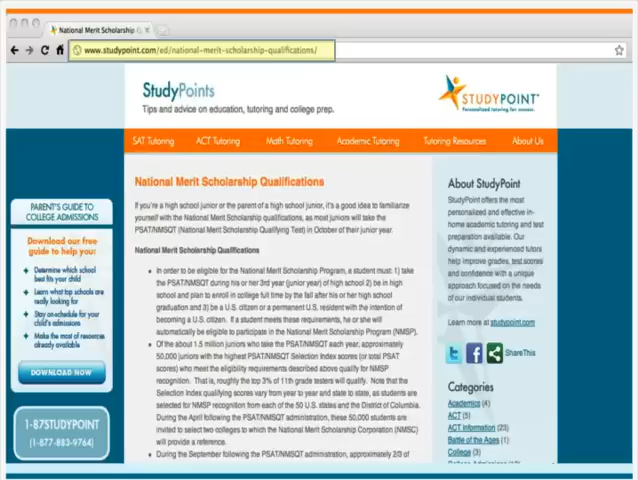 National Merit Scholarship Q
www.studypoint.com/ed/national-merit-scholarship-qualifications/
StudyPoints
Tips and advice on education, tutoring and college prep.
STUDYPOINT
Personalized tutoring for success.
SAT Tutoring
ACT Tutoring
Math Tutoring
Academic Tutoring
Tutoring Resources
About Us
PARENT'S GUIDE TO
COLLEGE ADMISSIONS
Download our free
guide to help you:
Determine which school
best fits your child
Learn what top schools are
really looking for
Stay on-schedule for your
child's admissions
Make the most of resources
already available
DOWNLOAD NOW
1-87STUDYPOINT
(1-877-883-9764)
National Merit Scholarship Qualifications
If you're a high school junior or the parent of a high school junior, it's a good idea to familiarize
yourself with the National Merit Scholarship qualifications, as most juniors will take the
PSAT/NMSQT (National Merit Scholarship Qualifying Test) in October of their junior year.
National Merit Scholarship Qualifications
In order to be eligible for the National Merit Scholarship Program, a student must: 1) take
the PSAT/NMSQT during his or her 3rd year (junior year) of high school 2) be in high
school and plan to enroll in college full time by the fall after his or her high school
graduation and 3) be a U.S. citizen or a permanent U.S. resident with the intention of
becoming a U.S. citizen. If a student meets these requirements, he or she will
automatically be eligible to participate in the National Merit Scholarship Program (NMSP).
Of the about 1.5 million juniors who take the PSAT/NMSQT each year, approximately
50,000 juniors with the highest PSAT/NMSQT Selection Index scores (or total PSAT
scores) who meet the eligibility requirements described above qualify for NMSP
recognition. That is, roughly the top 3% of 11th grade testers will qualify. Note that the
Selection Index qualifying scores vary from year to year and state to state, as students are
selected for NMSP recognition from each of the 50 U.S. states and the District of Columbia.
During the April following the PSAT/NMSQT administration, these 50,000 students are
invited to select two colleges to which the National Merit Scholarship Corporation (NMSC)
will provide a reference.
During the September following the PSAT/NMSQT administration, approximately 2/3 of
About StudyPoint
StudyPoint offers the most
personalized and effective in-
home academic tutoring and test
preparation available. Our
dynamic and experienced tutors
help improve grades, test scores
and confidence with a unique
approach focused on the needs
of our individual students.
Learn more at studypoint.com
ShareThis
Categories
Academics (4)
ACT (5)
ACT Information (23)
Battle of the Ages (1)
College (3)